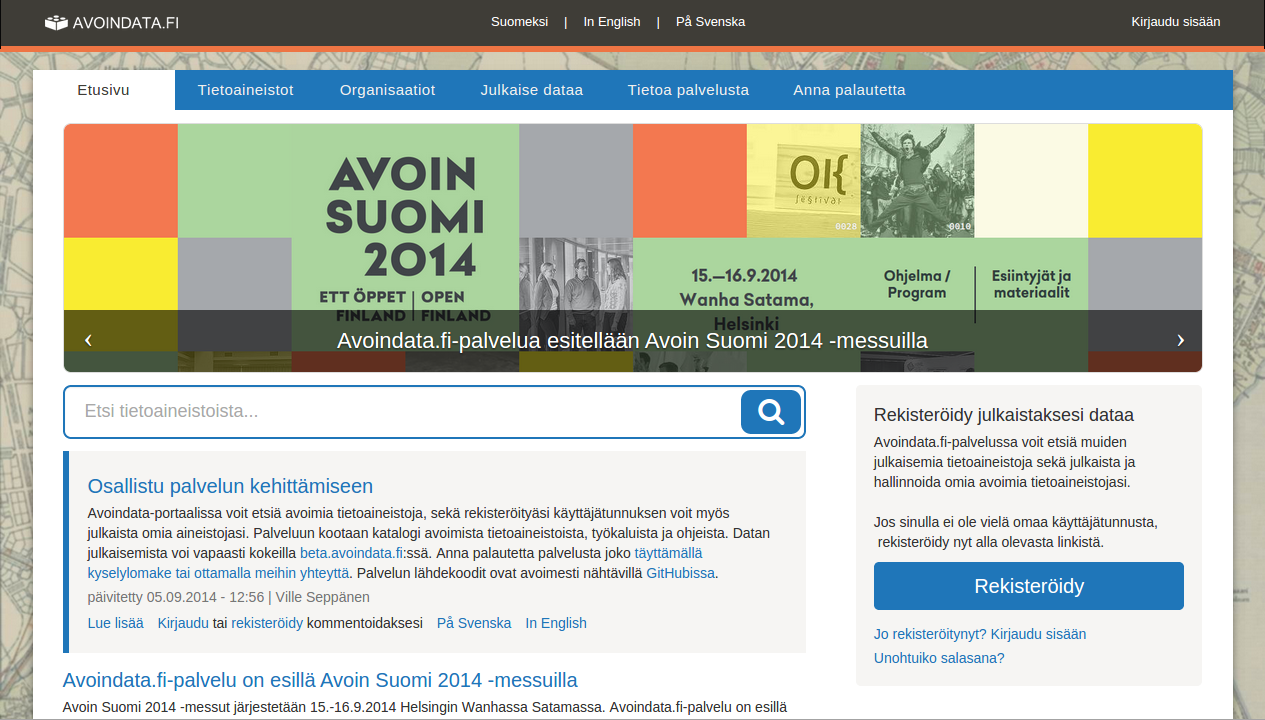 AVOINDATA.FI
Suomeksi | In English | På Svenska
Kirjaudu sisään
Etusivu
Tietoaineistot
Organisaatiot
Julkaise dataa
Tietoa palvelusta
Anna palautetta
AVOIN
SUOMI
2014
ETT ÖPPET | OPEN
FINLAND | FINLAND
OK{
jestivar
0028
0010
15.—16.9.2014
Wanha Satama,
Helsinki
Ohjelma /
Program
Esiintyjät ja
materiaalit
‹
Avoindata.fi-palvelua esitellään Avoin Suomi 2014 -messuilla
›
Etsi tietoaineistoista...
Osallistu palvelun kehittämiseen
Avoindata-portaalissa voit etsiä avoimia tietoaineistoja, sekä rekisteröityäsi käyttäjätunnuksen voit myös
julkaista omia aineistojasi. Palveluun kootaan katalogi avoimista tietoaineistoista, työkaluista ja ohjeista. Datan
julkaisemista voi vapaasti kokeilla beta.avoindata.fi:ssä. Anna palautetta palvelusta joko täyttämällä
kyselylomake tai ottamalla meihin yhteyttä. Palvelun lähdekoodit ovat avoimesti nähtävillä GitHubissa.
päivitetty 05.09.2014 - 12:56 | Ville Seppänen
Lue lisää Kirjaudu tai rekisteröidy kommentoidaksesi På Svenska In English
Avoindata.fi-palvelu on esillä Avoin Suomi 2014 -messuilla
Avoin Suomi 2014 -messut järjestetään 15.-16.9.2014 Helsingin Wanhassa Satamassa. Avoindata.fi-palvelu on esillä
Rekisteröidy julkaistaksesi dataa
Avoindata.fi-palvelussa voit etsiä muiden
julkaisemia tietoaineistoja sekä julkaista ja
hallinnoida omia avoimia tietoaineistojasi.
Jos sinulla ei ole vielä omaa käyttäjätunnusta,
rekisteröidy nyt alla olevasta linkistä.
Rekisteröidy
Jo rekisteröitynyt? Kirjaudu sisään
Unohtuiko salasana?